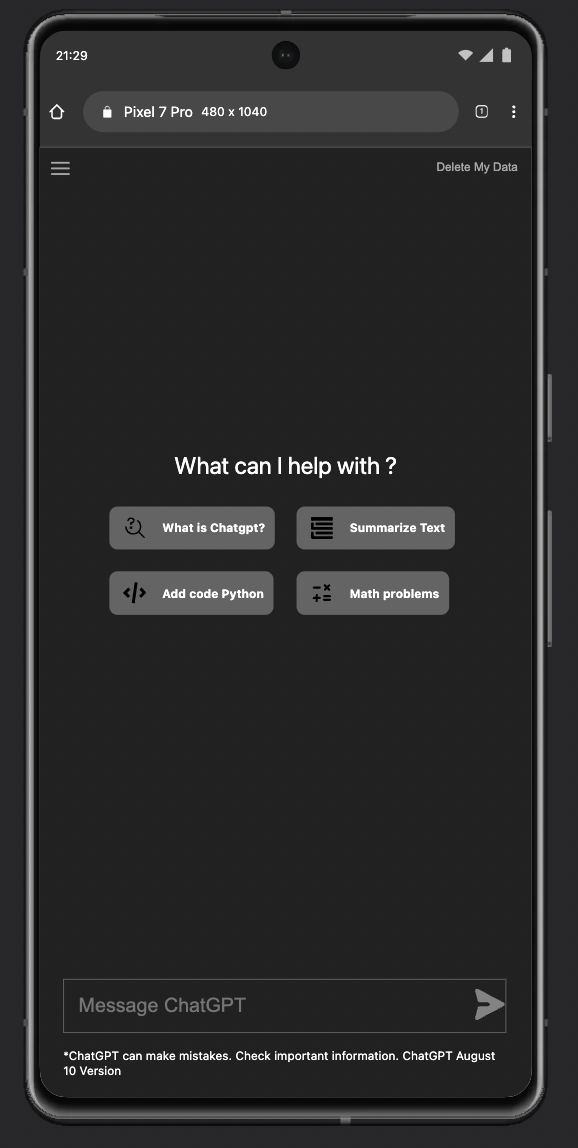 21:29
Pixel 7 Pro 480 x 1040
1
Delete My Data
What can I help with ?
What is Chatgpt?
Summarize Text
Add code Python
Math problems
Message ChatGPT
*ChatGPT can make mistakes. Check important information. ChatGPT August
10 Version